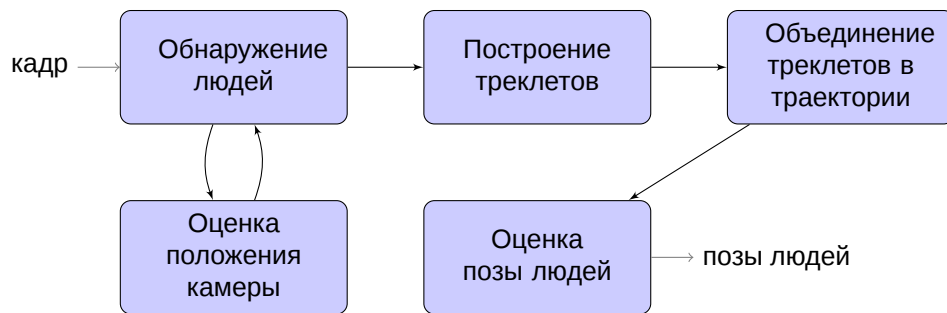 кадр
Обнаружение
людей
Построение
треклетов
Объединение
треклетов в
траектории
Оценка
положения
камеры
Оценка
позы людей
позы людей